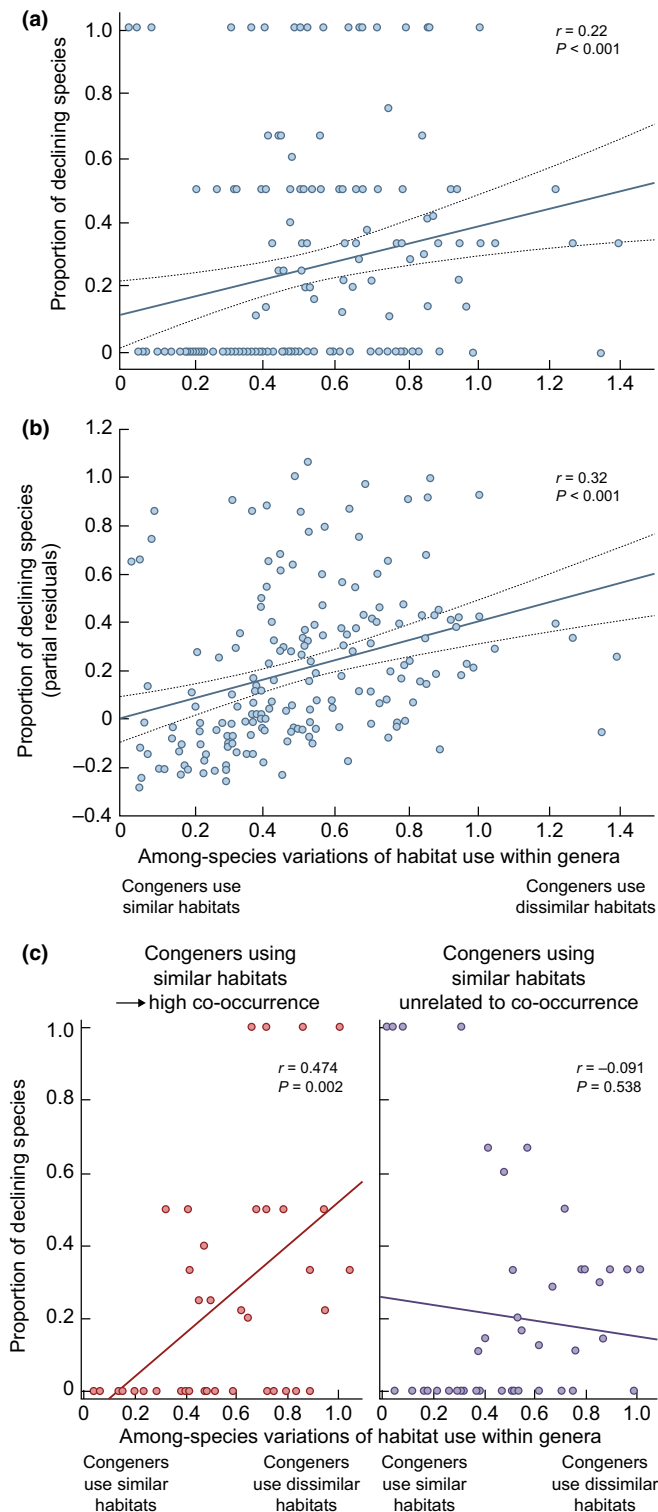 (a)
Proportion of declining species
1.0
0.8
0.6
0.4
0.2
0
r = 0.22
P < 0.001
0 0.2 0.4 0.6 0.8 1.0 1.2 1.4
(b)
Proportion of declining species
(partial residuals)
1.2
1.0
0.8
0.6
0.4
0.2
0
−0.2
−0.4
r = 0.32
P < 0.001
0 0.2 0.4 0.6 0.8 1.0 1.2 1.4
Among-species variations of habitat use within genera
Congeners use
similar habitats
Congeners use
dissimilar habitats
(c)
Congeners using
similar habitats
→ high co-occurrence
Congeners using
similar habitats
unrelated to co-occurrence
Proportion of declining species
1.0
0.8
0.6
0.4
0.2
0
r = 0.474
P = 0.002
r = –0.091
P = 0.538
0 0.2 0.4 0.6 0.8 1.0
0 0.2 0.4 0.6 0.8 1.0
Among-species variations of habitat use within genera
Congeners
use similar
habitats
Congeners
use dissimilar
habitats
Congeners
use similar
habitats
Congeners
use dissimilar
habitats